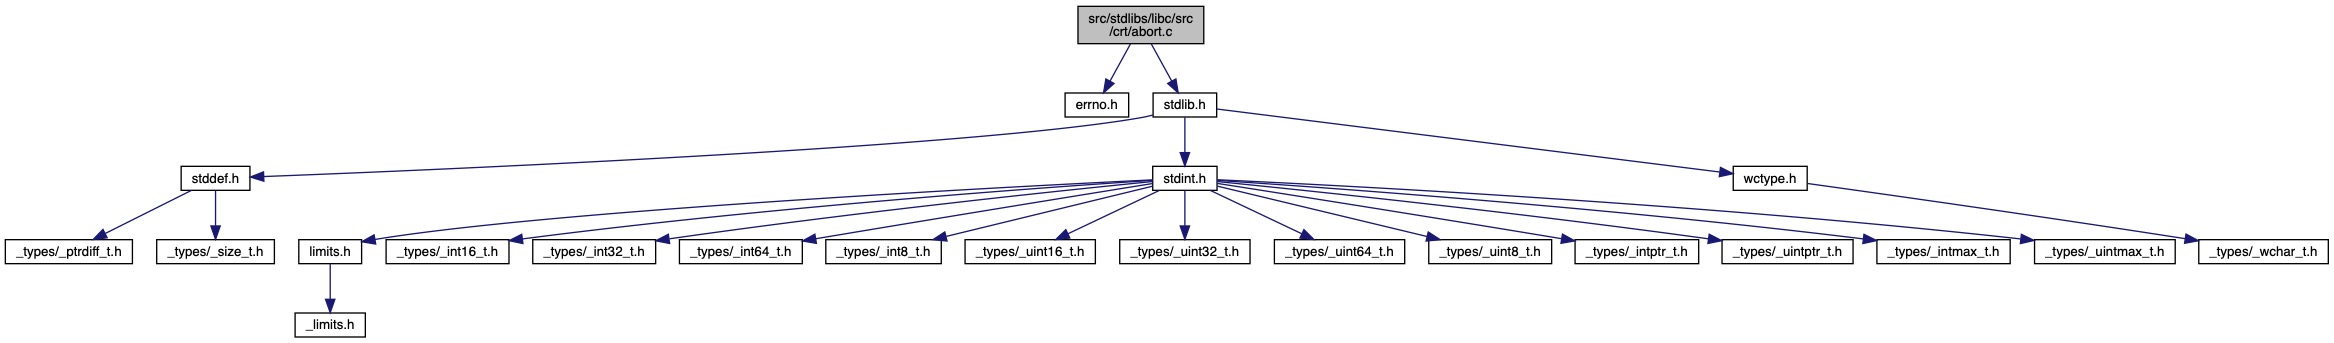 src/stdlibs/libc/src
/crt/abort.c
errno.h
stdlib.h
stddef.h
stdint.h
wctype.h
_types/_ptrdiff_t.h
_types/_size_t.h
limits.h
_types/_int16_t.h
_types/_int32_t.h
_types/_int64_t.h
_types/_int8_t.h
_types/_uint16_t.h
_types/_uint32_t.h
_types/_uint64_t.h
_types/_uint8_t.h
_types/_intptr_t.h
_types/_uintptr_t.h
_types/_intmax_t.h
_types/_uintmax_t.h
_types/_wchar_t.h
_limits.h